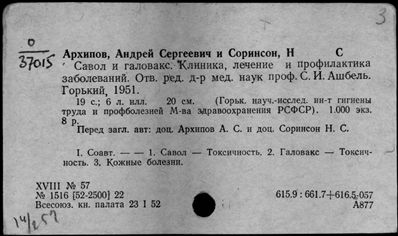 3
0
37015
Архипов, Андрей Сергеевич и Соринсон, Н С
Савол и галовакс. Клиника, лечение и профилактика
заболеваний. Отв. ред. д-р мед. наук проф. С. И. Ашбель.
Горький, 1951.
19 с.; 6 л. илл. 20 см. (Горьк. науч.-исслед. ин-т гигиены
труда и профболезней М-ва здравоохранения РСФСР). 1.000 экз.
8 р.
Перед загл. авт: доц. Архипов А. С. и доц. Соринсон Н. С.
1. Соавт. — — 1. Савол — Токсичность. 2. Галовакс — Токсич-
ность. 3. Кожные болезни.
XVIII № 57
№ 1516 [52-2500] 22
615.9 : 661.7+616.5-057
Всесоюз. кн. палата 23 I 52
А877